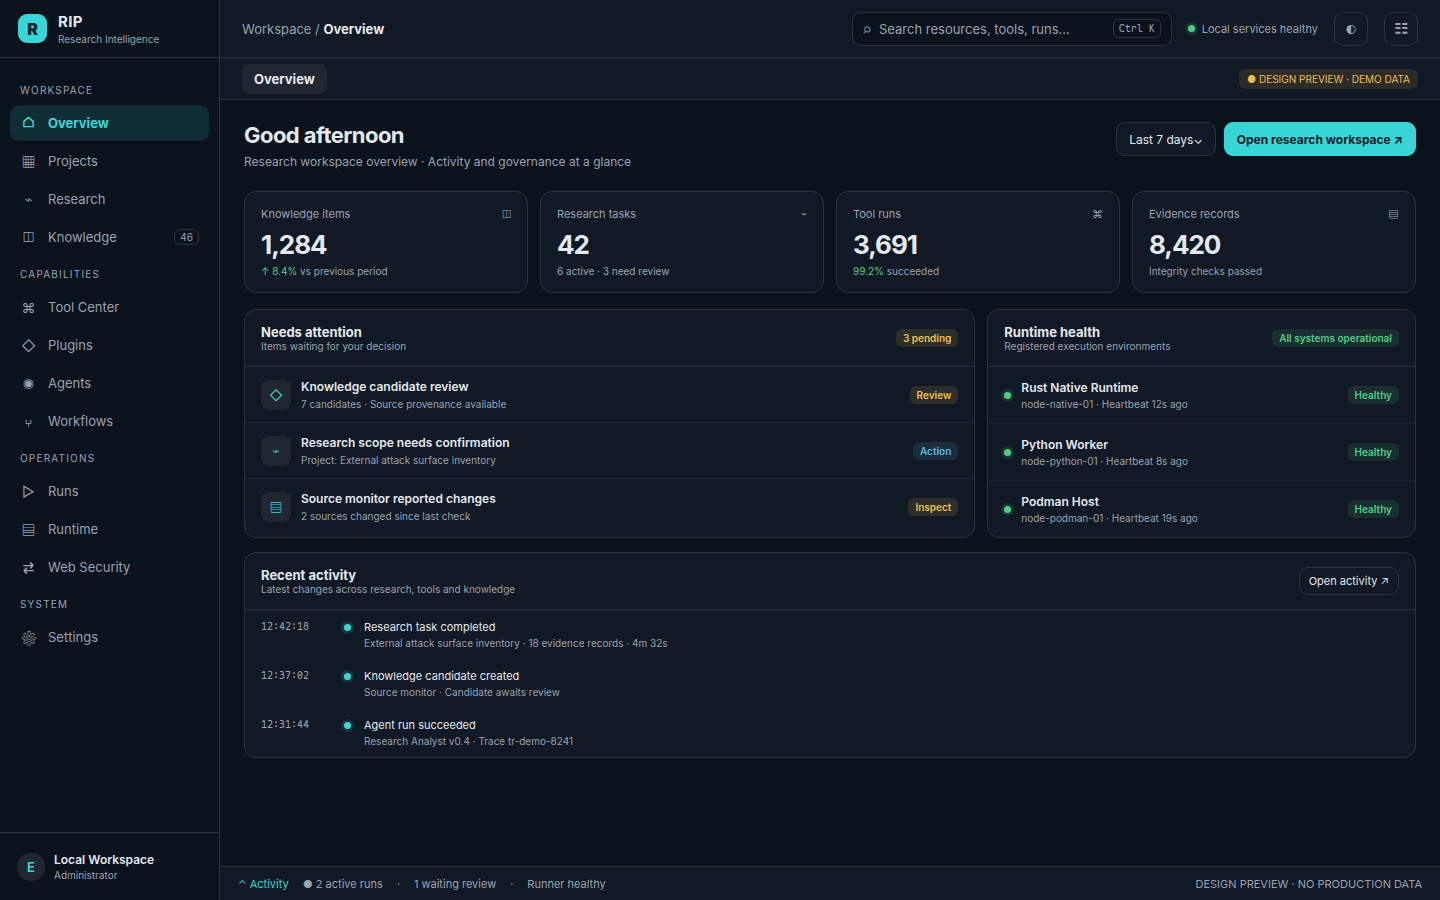 R
RIP
Research Intelligence
Workspace / Overview
Search resources, tools, runs...
Ctrl K
Local services healthy
Overview
DESIGN PREVIEW · DEMO DATA
WORKSPACE
Overview
Projects
Research
Knowledge
46
CAPABILITIES
Tool Center
Plugins
Agents
Workflows
OPERATIONS
Runs
Runtime
Web Security
SYSTEM
Settings
E
Local Workspace
Administrator
Good afternoon
Research workspace overview · Activity and governance at a glance
Last 7 days
Open research workspace ↗
Knowledge items
1,284
↑ 8.4% vs previous period
Research tasks
42
6 active · 3 need review
Tool runs
⌘
3,691
99.2% succeeded
Evidence records
8,420
Integrity checks passed
Needs attention
Items waiting for your decision
3 pending
Knowledge candidate review
7 candidates · Source provenance available
Review
Research scope needs confirmation
Project: External attack surface inventory
Action
Source monitor reported changes
2 sources changed since last check
Inspect
Runtime health
Registered execution environments
All systems operational
Rust Native Runtime
node-native-01 · Heartbeat 12s ago
Healthy
Python Worker
node-python-01 · Heartbeat 8s ago
Healthy
Podman Host
node-podman-01 · Heartbeat 19s ago
Healthy
Recent activity
Latest changes across research, tools and knowledge
Open activity ↗
12:42:18
Research task completed
External attack surface inventory · 18 evidence records · 4m 32s
12:37:02
Knowledge candidate created
Source monitor · Candidate awaits review
12:31:44
Agent run succeeded
Research Analyst v0.4 · Trace tr-demo-8241
^ Activity ● 2 active runs · 1 waiting review · Runner healthy
DESIGN PREVIEW · NO PRODUCTION DATA